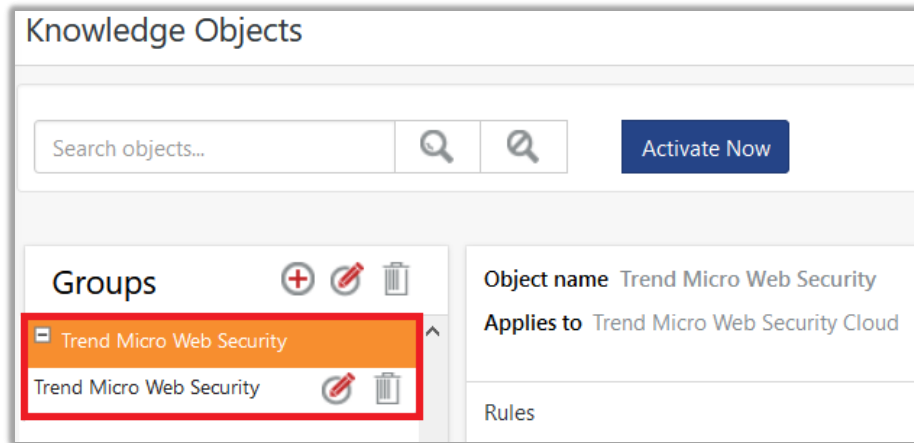 Knowledge Objects
Search objects...
Activate Now
Groups
Trend Micro Web Security
Trend Micro Web Security
Object name Trend Micro Web Security
Applies to Trend Micro Web Security Cloud
Rules